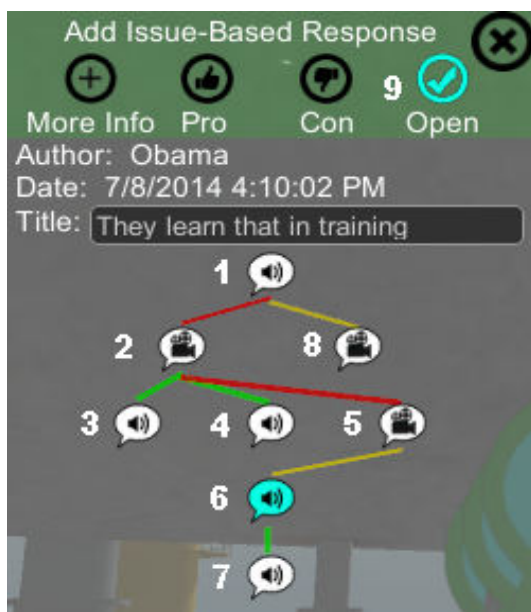 Add Issue-Based Response
9
More Info Pro Con Open
Author: Obama
Date: 7/8/2014 4:10:02 PM
Title: They learn that in training
1
2 8
3 4 5
6
7